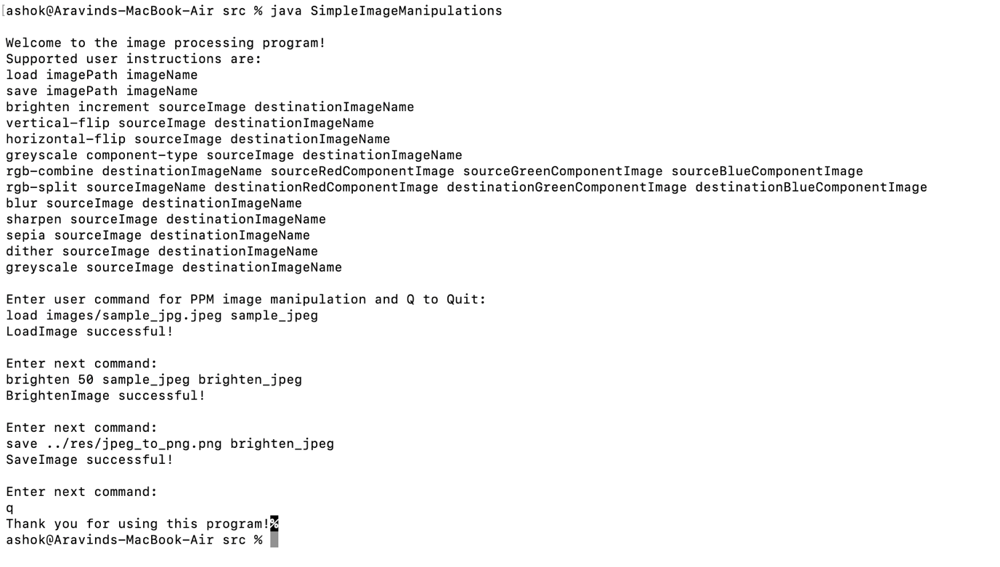 [ashok@Aravinds-MacBook-Air src % java SimpleImageManipulations
Welcome to the image processing program!
Supported user instructions are:
load imagePath imageName
save imagePath imageName
brighten increment sourceImage destinationImageName
vertical-flip sourceImage destinationImageName
horizontal-flip sourceImage destinationImageName
greyscale component-type sourceImage destinationImageName
rgb-combine destinationImageName sourceRedComponentImage sourceGreenComponentImage sourceBlueComponentImage
rgb-split sourceImageName destinationRedComponentImage destinationGreenComponentImage destinationBlueComponentImage
blur sourceImage destinationImageName
sharpen sourceImage destinationImageName
sepia sourceImage destinationImageName
dither sourceImage destinationImageName
greyscale sourceImage destinationImageName
Enter user command for PPM image manipulation and Q to Quit:
load images/sample_jpg.jpeg sample_jpeg
LoadImage successful!
Enter next command:
brighten 50 sample_jpeg brighten_jpeg
BrightenImage successful!
Enter next command:
save ../res/jpeg_to_png.png brighten_jpeg
SaveImage successful!
Enter next command:
q
Thank you for using this program!%
ashok@Aravinds-MacBook-Air src %